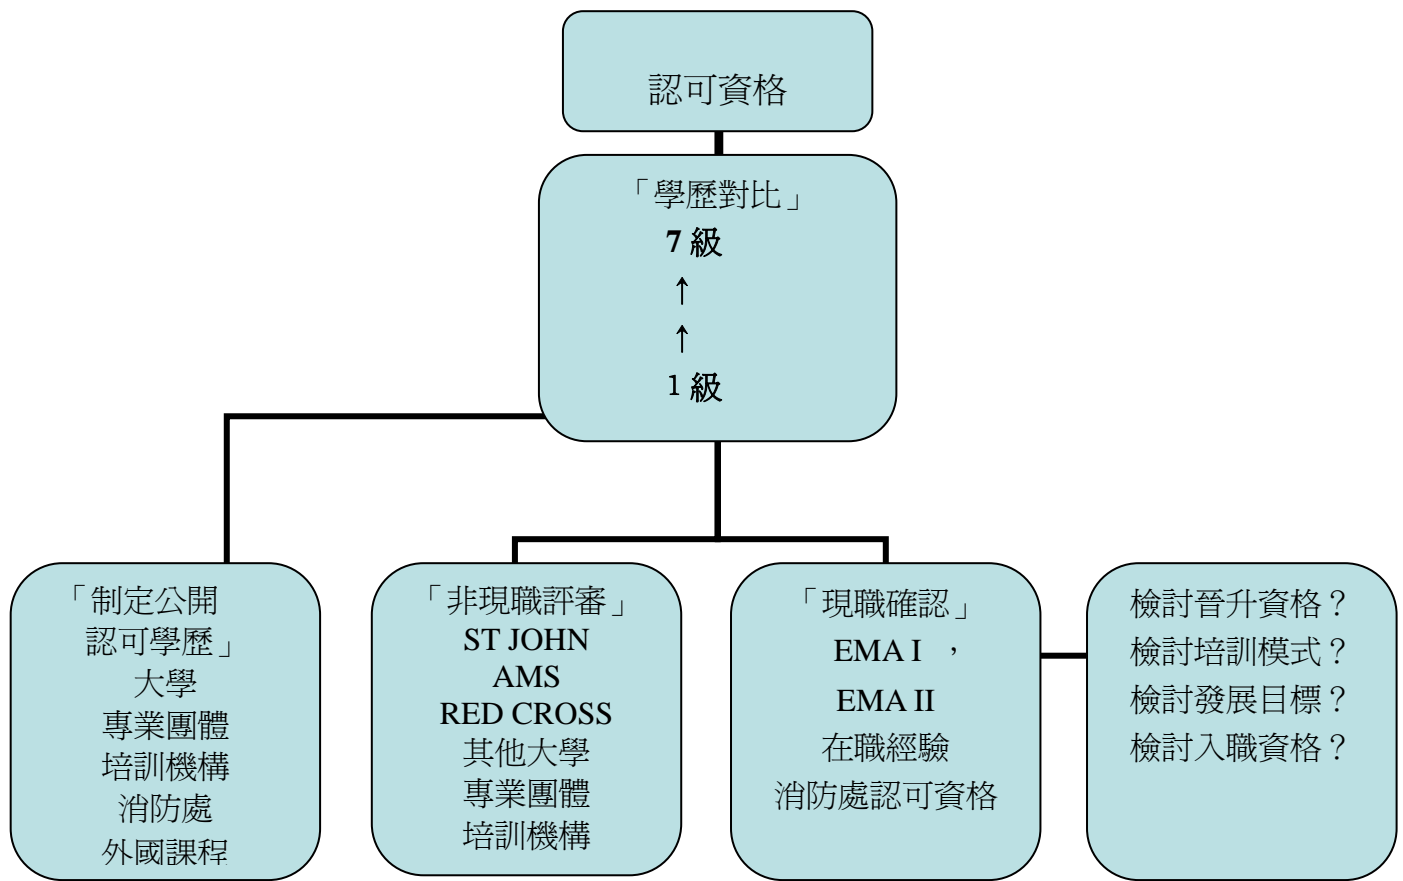 認可資格
「學歷對比」
7 級
↑
↑
1 級
「制定公開
認可學歷」
大學
專業團體
培訓機構
消防處
外國課程
「非現職評審」
ST JOHN
AMS
RED CROSS
其他大學
專業團體
培訓機構
「現職確認」
EMA I ，
EMA II
在職經驗
消防處認可資格
檢討晉升資格？
檢討培訓模式？
檢討發展目標？
檢討入職資格？